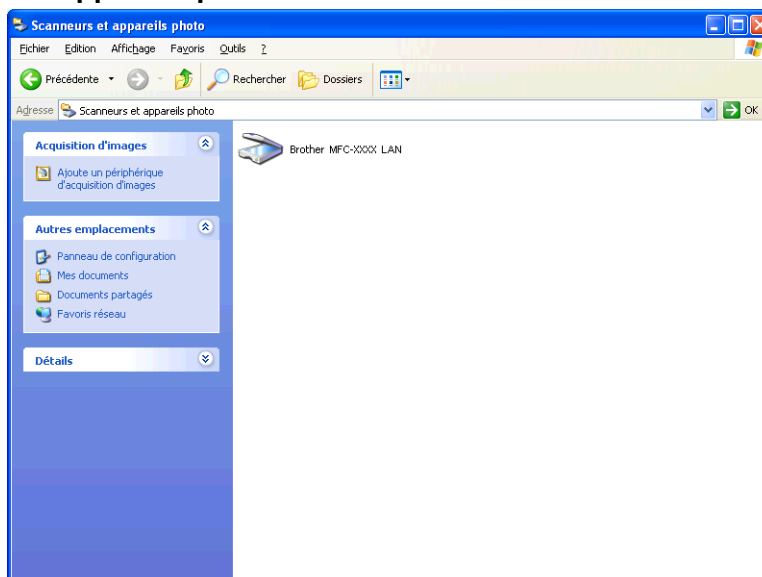 Scanneurs et appareils photo
Fichier Edition Affichage Favoris Outils ?
Précédente Rechercher Dossiers
Adresse Scanneurs et appareils photo OK
Acquisition d'images
Ajoute un périphérique
d'acquisition d'images
Autres emplacements
Panneau de configuration
Mes documents
Documents partagés
Favoris réseau
Détails
Brother MFC-XXXX LAN